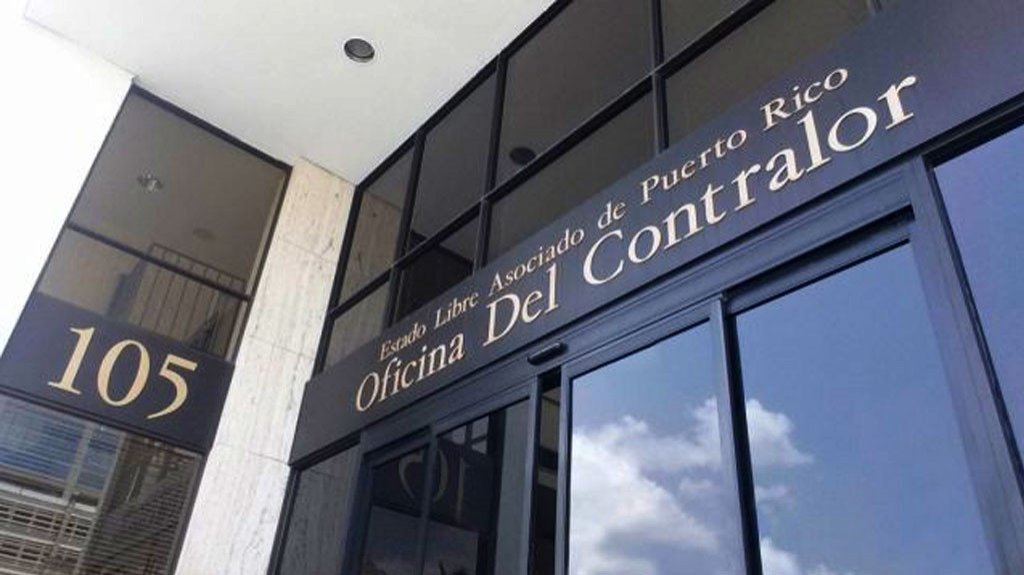 105
Estado Libre Asociado de Puerto Rico
Oficina Del Contralor